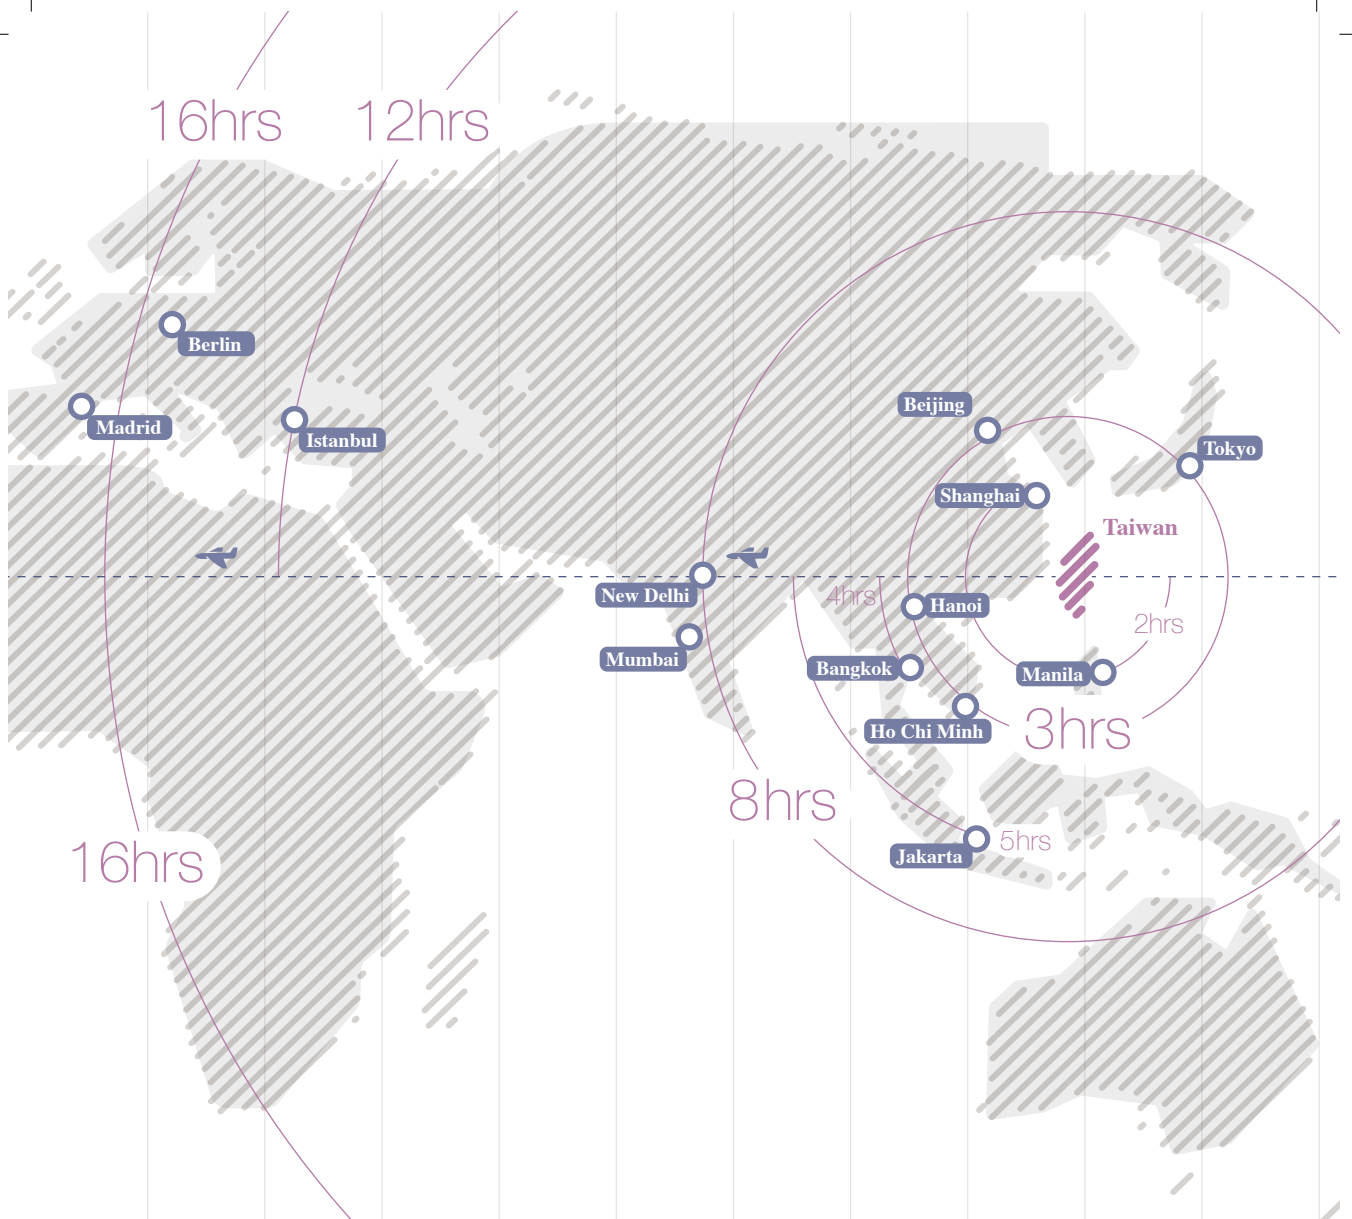 16hrs
12hrs
Berlin
Madrid
Istanbul
Beijing
Tokyo
Shanghai
Taiwan
New Delhi
4hrs
Hanoi
2hrs
Mumbai
Bangkok
Manila
Ho Chi Minh
3hrs
8hrs
5hrs
Jakarta
16hrs